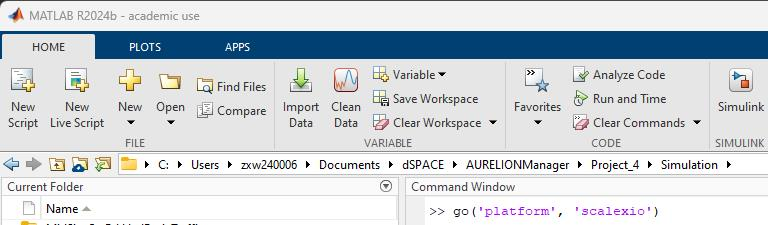 MATLAB R2024b - academic use
HOME PLOTS APPS
New Script
New Live Script
New
Open
Find Files
Compare
Import Data
Clean Data
Variable
Save Workspace
Clear Workspace
Favorites
Analyze Code
Run and Time
Clear Commands
Simulink
FILE VARIABLE CODE SIMULINK
C: Users zxw240006 Documents dSPACE AURELIONManager Project_4 Simulation
Current Folder
Name
Command Window
>> go('platform', 'scalexio')